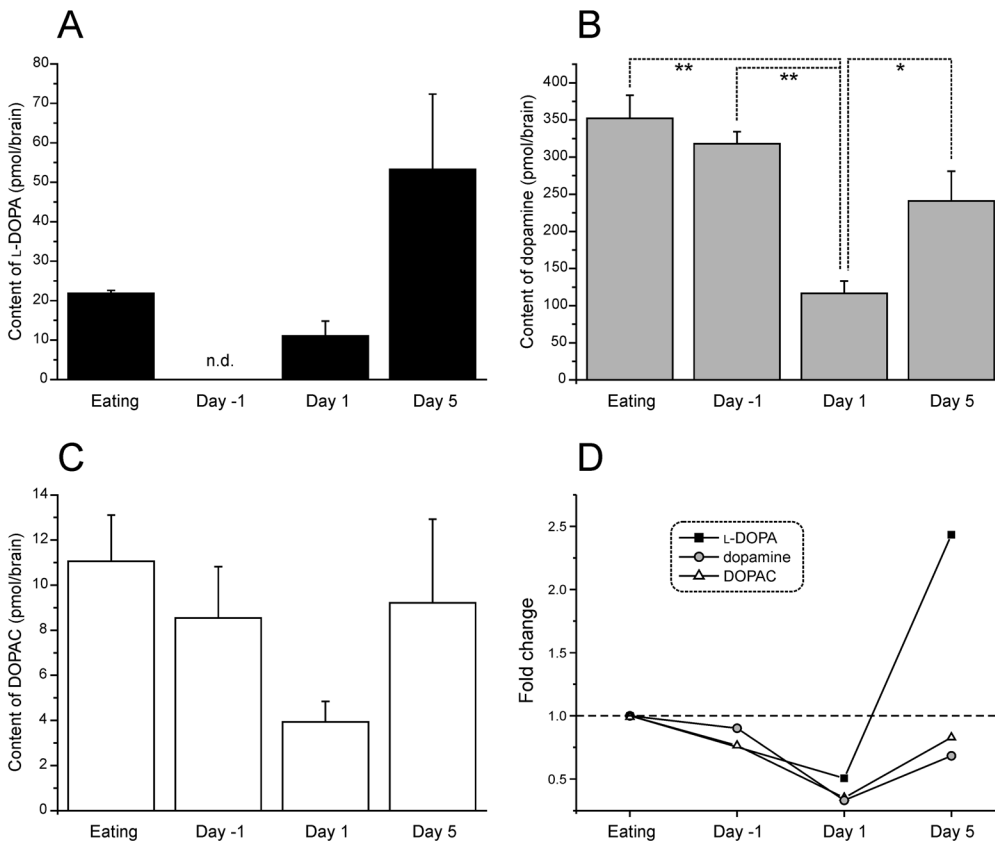 A
Content of L-DOPA (pmol/brain)
80
70
60
50
40
30
20
10
0
n.d.
Eating Day -1 Day 1 Day 5
B
Content of dopamine (pmol/brain)
400
350
300
250
200
150
100
50
0
** ** *
Eating Day -1 Day 1 Day 5
C
Content of DOPAC (pmol/brain)
14
12
10
8
6
4
2
0
Eating Day -1 Day 1 Day 5
D
Fold change
2.5
2.0
1.5
1.0
0.5
L-DOPA
dopamine
DOPAC
Eating Day -1 Day 1 Day 5